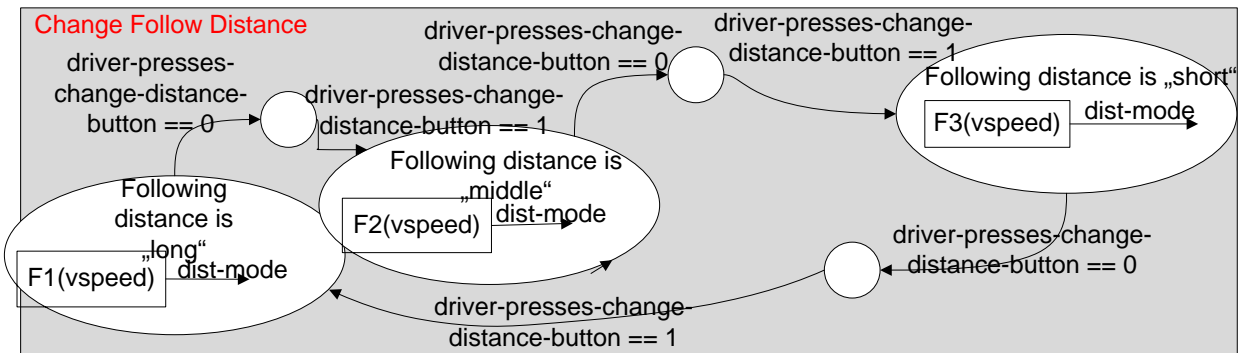 Change Follow Distance
driver-presses-
change-distance-
button == 0
driver-presses-change-
distance-button == 1
driver-presses-change-
distance-button == 0
driver-presses-change-
distance-button == 1
Following distance is „short“
F3(vspeed)
dist-mode
Following distance is
„middle“
F2(vspeed)
dist-mode
Following
distance is
„long“
F1(vspeed)
dist-mode
driver-presses-change-
distance-button == 0
driver-presses-change-
distance-button == 1